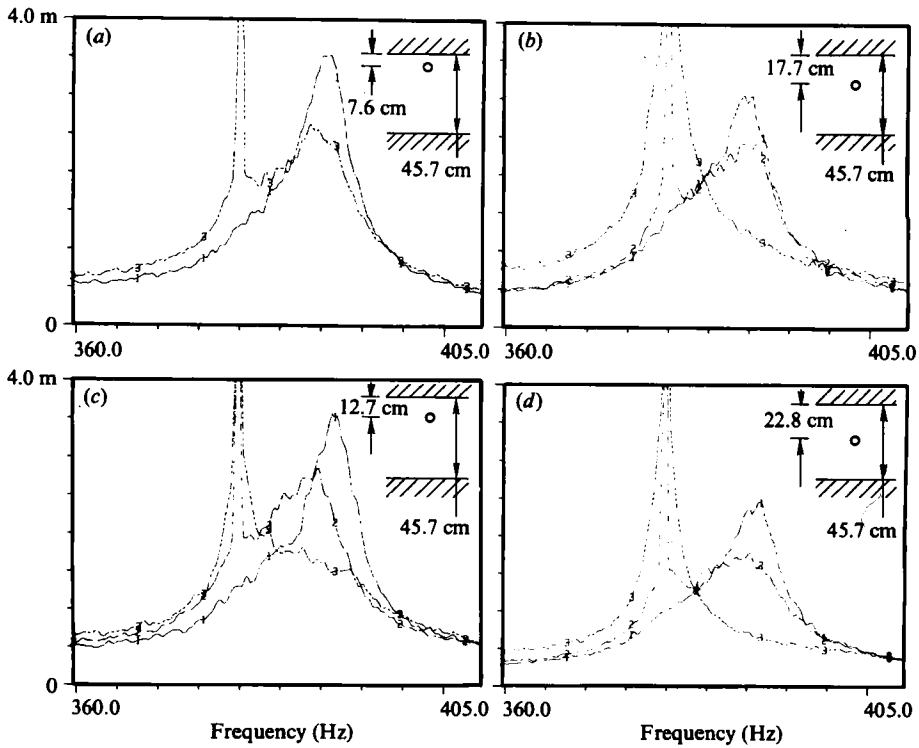 4.0 m
(a)
7.6 cm
45.7 cm
0
360.0
405.0
(b)
17.7 cm
45.7 cm
360.0
405.0
4.0 m
(c)
12.7 cm
45.7 cm
0
360.0
405.0
Frequency (Hz)
(d)
22.8 cm
45.7 cm
360.0
405.0
Frequency (Hz)